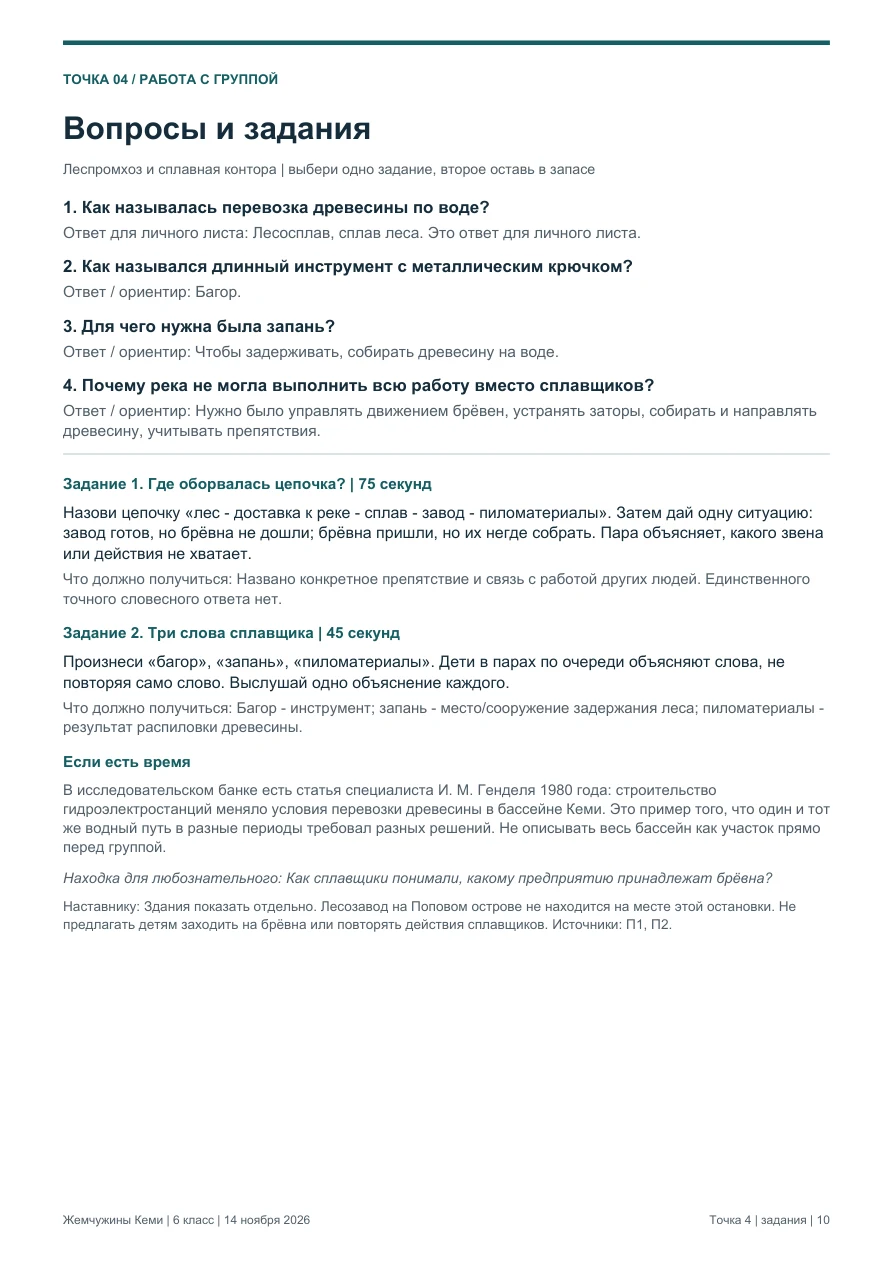 ТОЧКА 04 / РАБОТА С ГРУППОЙ
Вопросы и задания
Леспромхоз и сплавная контора | выбери одно задание, второе оставь в запасе
1. Как называлась перевозка древесины по воде?
Ответ для личного листа: Лесосплав, сплав леса. Это ответ для личного листа.
2. Как назывался длинный инструмент с металлическим крючком?
Ответ / ориентир: Багор.
3. Для чего нужна была запань?
Ответ / ориентир: Чтобы задерживать, собирать древесину на воде.
4. Почему река не могла выполнить всю работу вместо сплавщиков?
Ответ / ориентир: Нужно было управлять движением брёвен, устранять заторы, собирать и направлять
древесину, учитывать препятствия.
Задание 1. Где оборвалась цепочка? | 75 секунд
Назови цепочку «лес - доставка к реке - сплав - завод - пиломатериалы». Затем дай одну ситуацию:
завод готов, но брёвна не дошли; брёвна пришли, но их негде собрать. Пара объясняет, какого звена
или действия не хватает.
Что должно получиться: Названо конкретное препятствие и связь с работой других людей. Единственного
точного словесного ответа нет.
Задание 2. Три слова сплавщика | 45 секунд
Произнеси «багор», «запань», «пиломатериалы». Дети в парах по очереди объясняют слова, не
повторяя само слово. Выслушай одно объяснение каждого.
Что должно получиться: Багор - инструмент; запань - место/сооружение задержания леса; пиломатериалы -
результат распиловки древесины.
Если есть время
В исследовательском банке есть статья специалиста И. М. Генделя 1980 года: строительство
гидроэлектростанций меняло условия перевозки древесины в бассейне Кеми. Это пример того, что один и тот
же водный путь в разные периоды требовал разных решений. Не описывать весь бассейн как участок прямо
перед группой.
Находка для любознательного: Как сплавщики понимали, какому предприятию принадлежат брёвна?
Наставнику: Здания показать отдельно. Лесозавод на Поповом острове не находится на месте этой остановки. Не
предлагать детям заходить на брёвна или повторять действия сплавщиков. Источники: П1, П2.
Жемчужины Кеми | 6 класс | 14 ноября 2026
Точка 4 | задания | 10